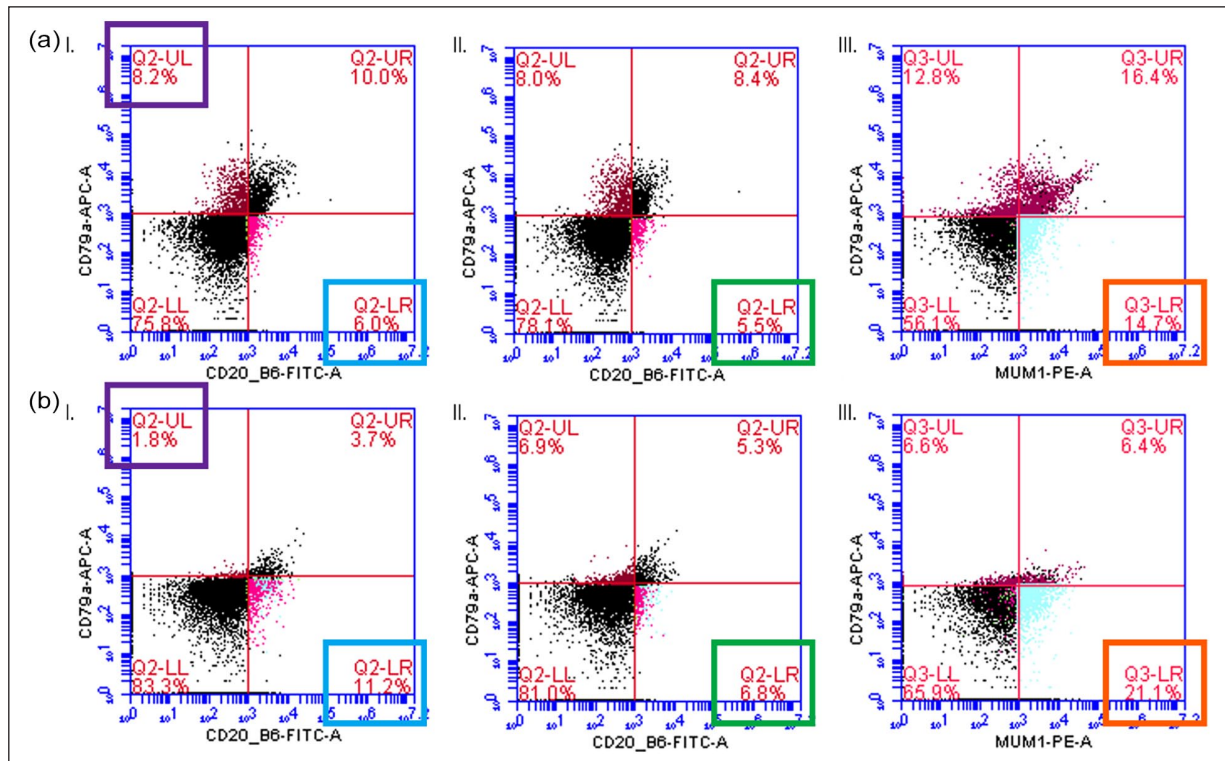 (a) I. II. III.
Q2-UL Q2-UR Q2-UL Q2-UR Q3-UL Q3-UR
8.2% 10.0% 8.0% 8.4% 12.8% 16.4%
CD79a-APC-A CD79a-APC-A CD79a-APC-A
Q2-LL Q2-LR Q2-LL Q2-LR Q3-LL Q3-LR
75.8% 6.0% 78.1% 5.5% 56.1% 14.7%
CD20_B6-FITC-A CD20_B6-FITC-A MUM1-PE-A
(b) I. II. III.
Q2-UL Q2-UR Q2-UL Q2-UR Q3-UL Q3-UR
1.8% 3.7% 6.9% 5.3% 6.6% 6.4%
CD79a-APC-A CD79a-APC-A CD79a-APC-A
Q2-LL Q2-LR Q2-LL Q2-LR Q3-LL Q3-LR
83.3% 11.2% 81.0% 6.8% 65.9% 21.1%
CD20_B6-FITC-A CD20_B6-FITC-A MUM1-PE-A